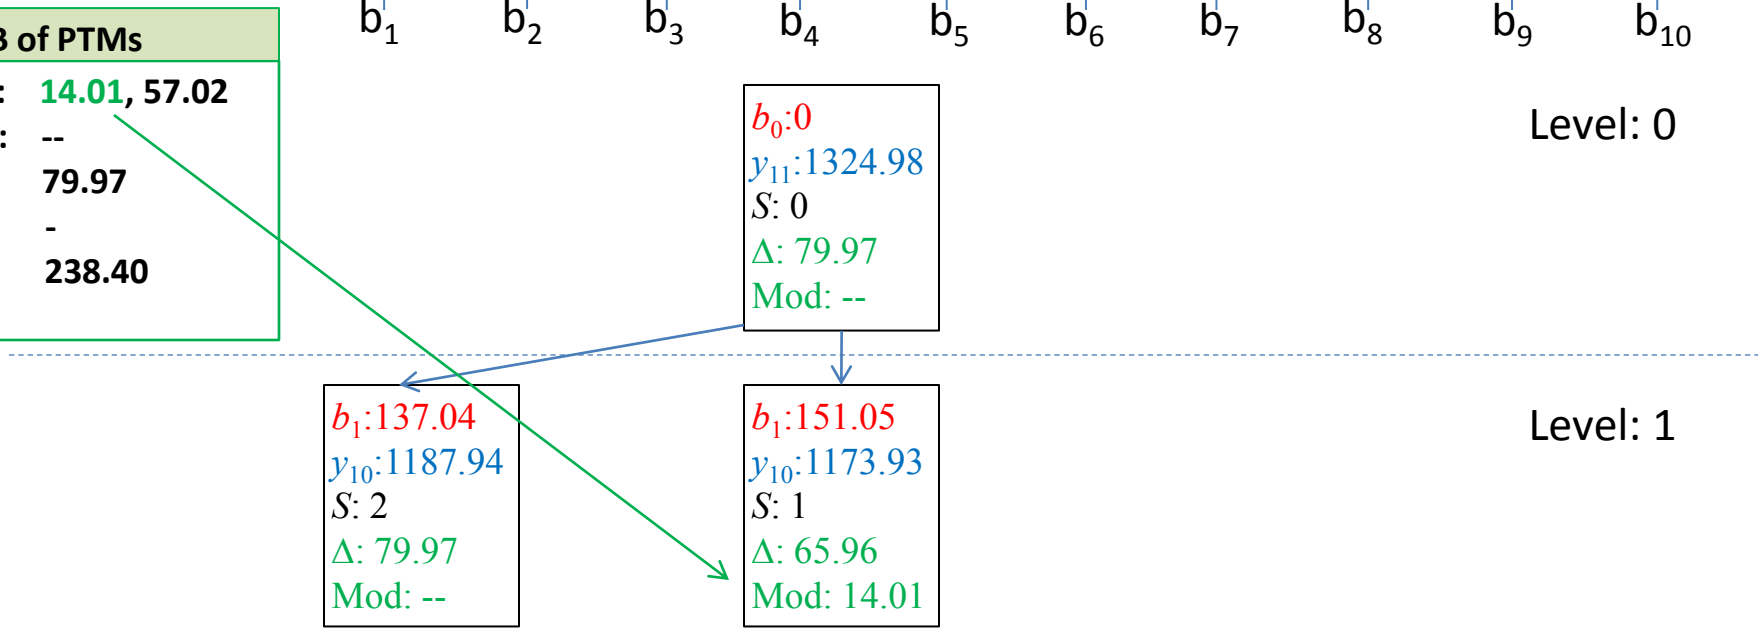 b1 b2 b3 b4 b5 b6 b7 b8 b9 b10
of PTMs
: 14.01, 57.02
: --
79.97
-
238.40
b0:0
y11:1324.98
S: 0
Δ: 79.97
Mod: --
Level: 0
b1:137.04
y10:1187.94
S: 2
Δ: 79.97
Mod: --
b1:151.05
y10:1173.93
S: 1
Δ: 65.96
Mod: 14.01
Level: 1